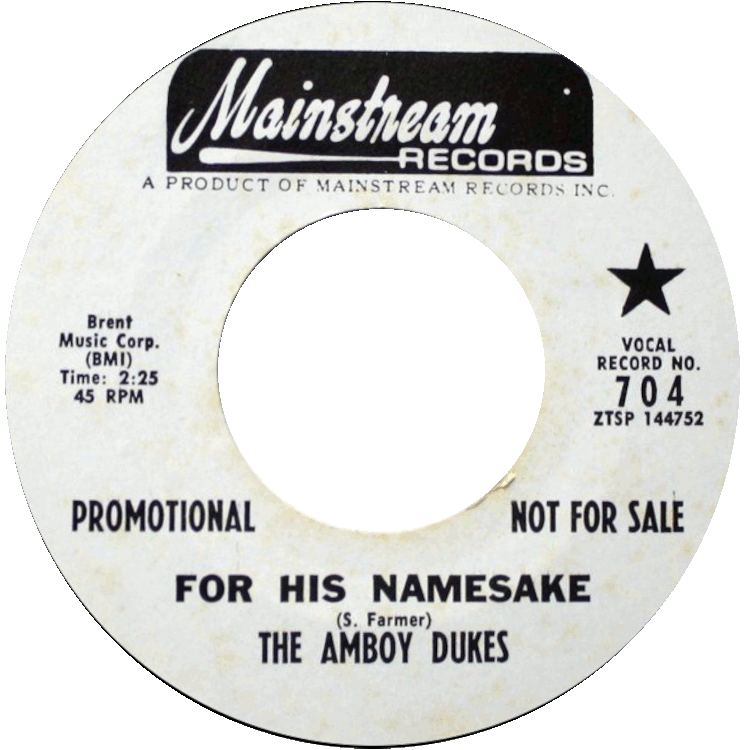 Mainstream
RECORDS
A PRODUCT OF MAINSTREAM RECORDS INC.
Brent
Music Corp.
(BMI)
Time: 2:25
45 RPM
VOCAL
RECORD NO.
704
ZTSP 144752
PROMOTIONAL
NOT FOR SALE
FOR HIS NAMESAKE
(S. Farmer)
THE AMBOY DUKES